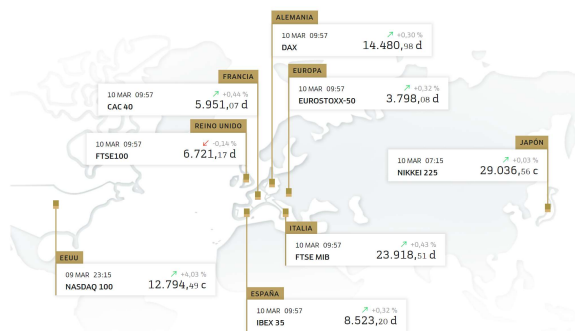 ALEMANIA
10 MAR 09:57 +0,30 %
DAX 14.480,98 d
EUROPA
10 MAR 09:57 +0,32 %
EUROSTOXX-50 3.798,08 d
FRANCIA
10 MAR 09:57 +0,44 %
CAC 40 5.951,07 d
REINO UNIDO
10 MAR 09:57 -0,14 %
FTSE100 6.721,17 d
JAPÓN
10 MAR 07:15 +0,03 %
NIKKEI 225 29.036,56 c
ITALIA
10 MAR 09:57 +0,43 %
FTSE MIB 23.918,51 d
EEUU
09 MAR 23:15 +4,03 %
NASDAQ 100 12.794,49 c
ESPAÑA
10 MAR 09:57 +0,32 %
IBEX 35 8.523,20 d